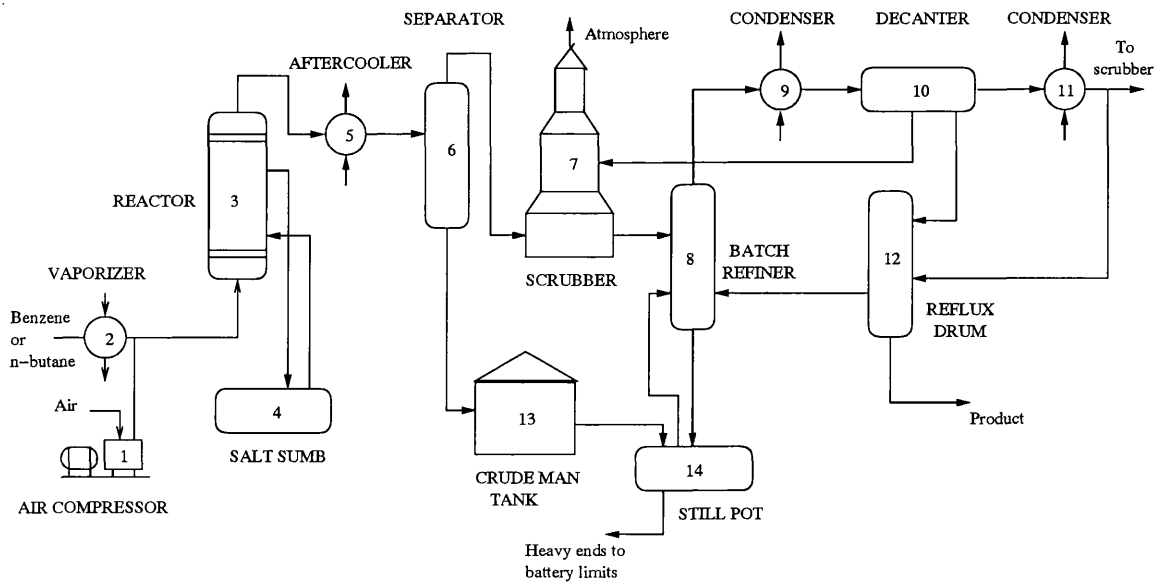 SEPARATOR
CONDENSER
DECANTER
CONDENSER
Atmosphere
To
scrubber
AFTERCOOLER
9
10
11
5
6
7
REACTOR
3
VAPORIZER
SCRUBBER
8
BATCH
REFINER
12
REFLUX
DRUM
Benzene
or
n-butane
2
Air
4
13
Product
1
SALT SUMB
CRUDE MAN
TANK
14
AIR COMPRESSOR
STILL POT
Heavy ends to
battery limits